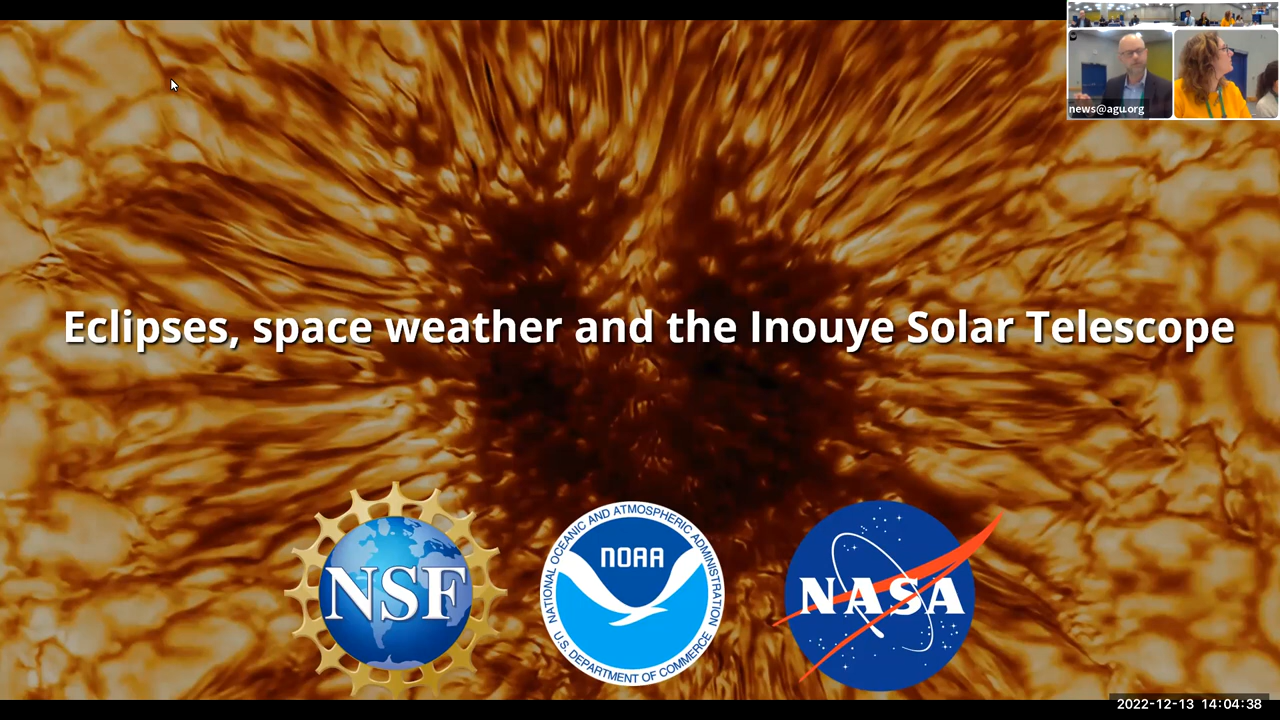 news@agu.org
Eclipses, space weather and the Inouye Solar Telescope
NSF
NATIONAL OCEANIC AND ATMOSPHERIC ADMINISTRATION
NOAA
U.S. DEPARTMENT OF COMMERCE
NASA
2022-12-13 14:04:38